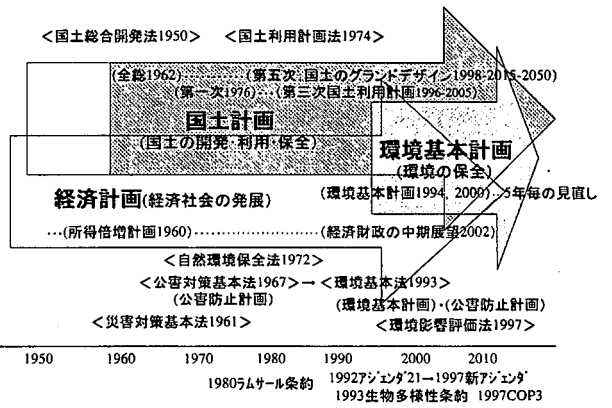 <国土総合開発法1950> <国土利用計画法1974>
(全総1962)…………(第五次 国土のグランドデザイン1998-2015-2050)
(第一次1976)…(第三次国土利用計画1996-2005)
国土計画
(国土の開発・利用・保全)
環境基本計画
(環境の保全)
経済計画(経済社会の発展)
(環境基本計画1994, 2000)…5年毎の見直し
…(所得倍増計画1960)……………………(経済財政の中期展望2002)
<自然環境保全法1972>
<公害対策基本法1967>→<環境基本法1993>
(公害防止計画) (環境基本計画)・(公害防止計画)
<災害対策基本法1961> <環境影響評価法1997>
1950 1960 1970 1980 1990 2000 2010
1980ラムサール条約 1992アジェンダ21→1997新アジェンダ
1993生物多様性条約 1997COP3